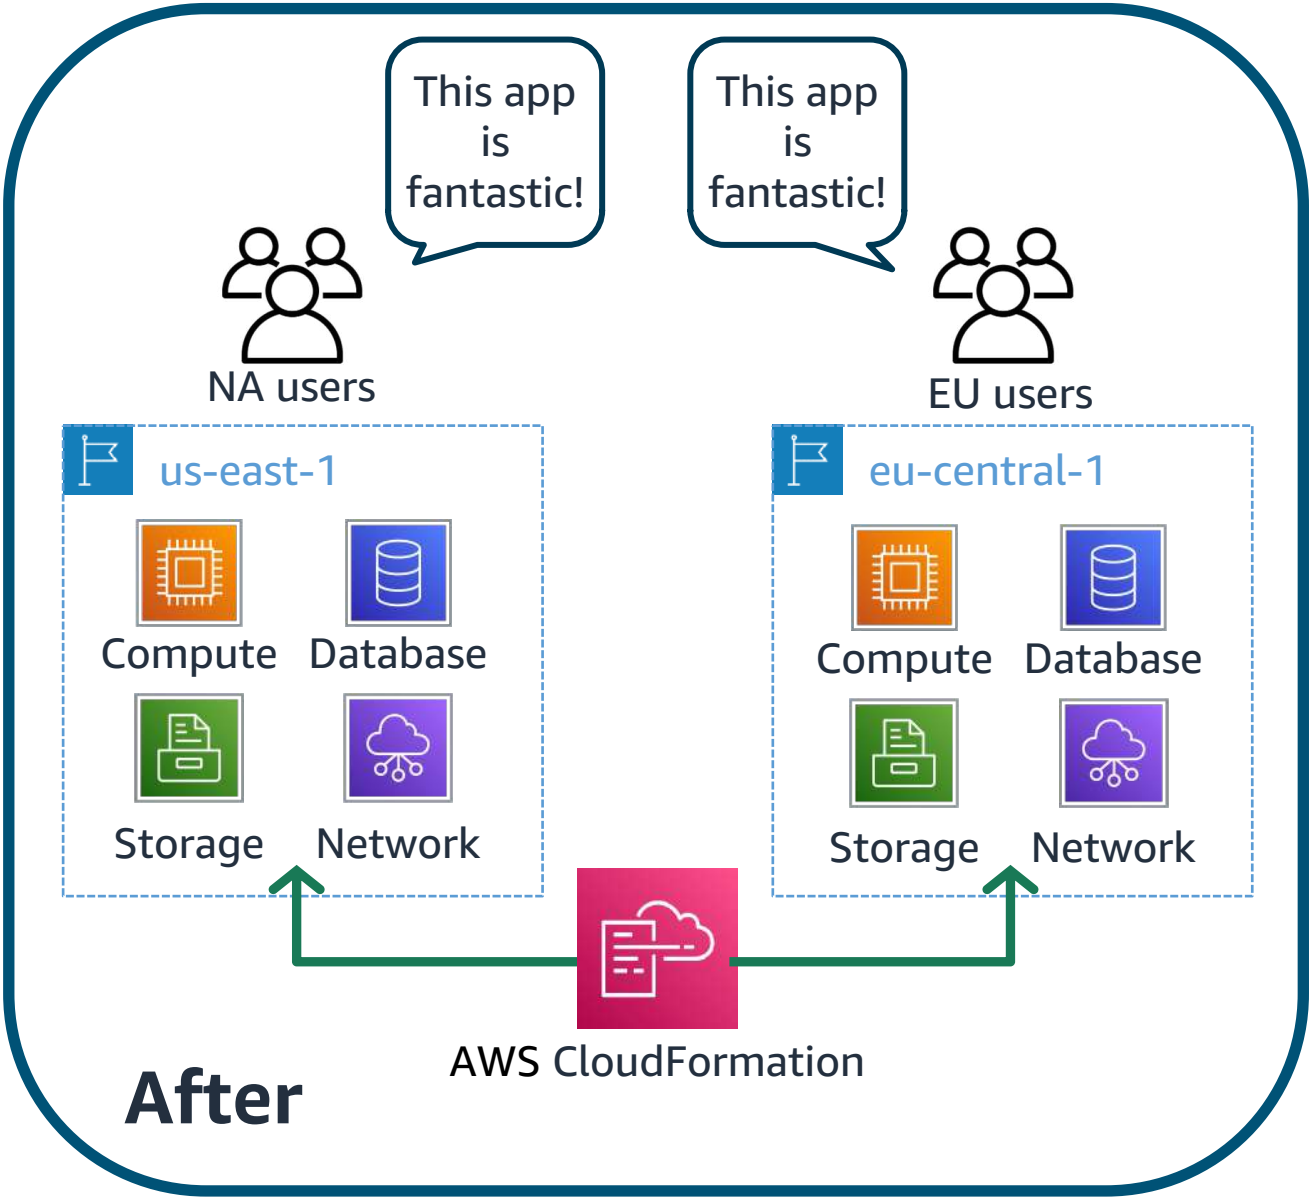 This app
is
fantastic!
This app
is
fantastic!
NA users
EU users
us-east-1
Compute
Database
Storage
Network
eu-central-1
Compute
Database
Storage
Network
AWS CloudFormation
After